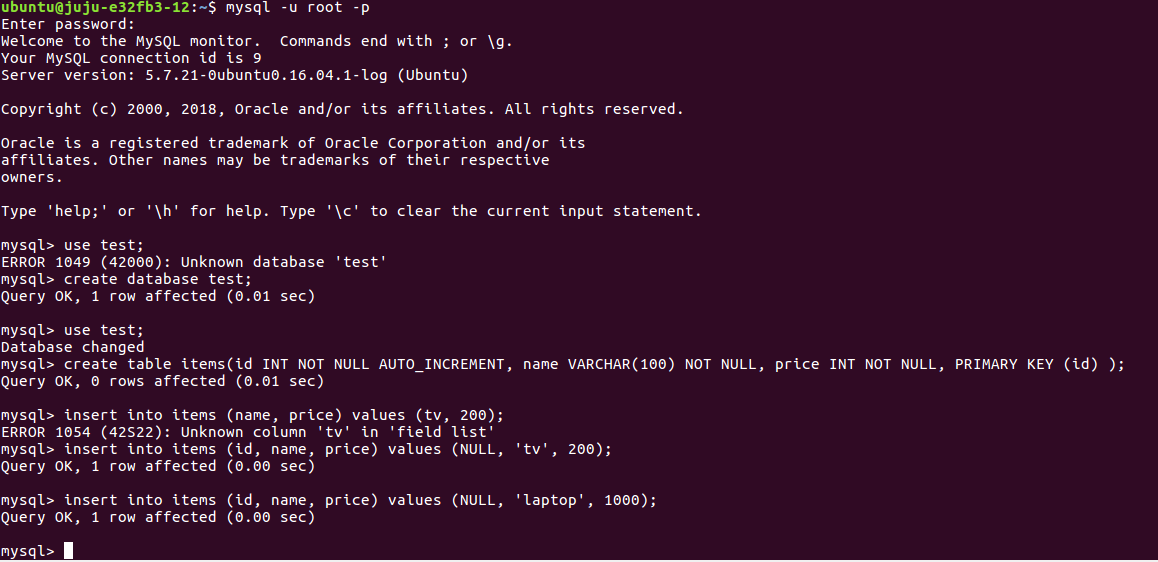 ubuntu@juju-e32fb3-12:~$ mysql -u root -p
Enter password:
Welcome to the MySQL monitor.  Commands end with ; or \g.
Your MySQL connection id is 9
Server version: 5.7.21-0ubuntu0.16.04.1-log (Ubuntu)
Copyright (c) 2000, 2018, Oracle and/or its affiliates. All rights reserved.
Oracle is a registered trademark of Oracle Corporation and/or its
affiliates. Other names may be trademarks of their respective
owners.
Type 'help;' or '\h' for help. Type '\c' to clear the current input statement.
mysql> use test;
ERROR 1049 (42000): Unknown database 'test'
mysql> create database test;
Query OK, 1 row affected (0.01 sec)
mysql> use test;
Database changed
mysql> create table items(id INT NOT NULL AUTO_INCREMENT, name VARCHAR(100) NOT NULL, price INT NOT NULL, PRIMARY KEY (id) );
Query OK, 0 rows affected (0.01 sec)
mysql> insert into items (name, price) values (tv, 200);
ERROR 1054 (42S22): Unknown column 'tv' in 'field list'
mysql> insert into items (id, name, price) values (NULL, 'tv', 200);
Query OK, 1 row affected (0.00 sec)
mysql> insert into items (id, name, price) values (NULL, 'laptop', 1000);
Query OK, 1 row affected (0.00 sec)
mysql>